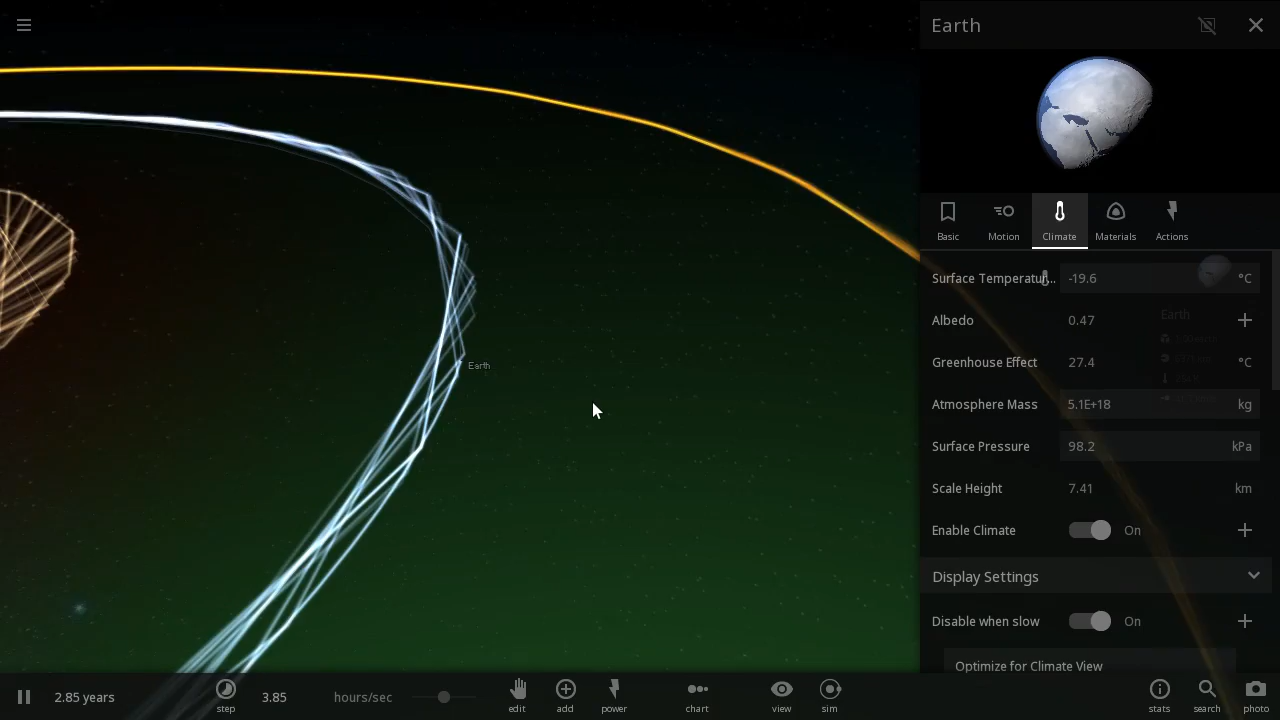 Earth
Basic
Motion
Climate
Materials
Actions
Surface Temperatur... -19.6 °C
Albedo 0.47 +
Earth
Greenhouse Effect 27.4 °C
Earth
Atmosphere Mass 5.1E+18 kg
Surface Pressure 98.2 kPa
Scale Height 7.41 km
Enable Climate On +
Display Settings
Disable when slow On +
Optimize for Climate View
2.85 years
step
3.85 hours/sec
edit
add
power
chart
view
sim
stats
search
photo